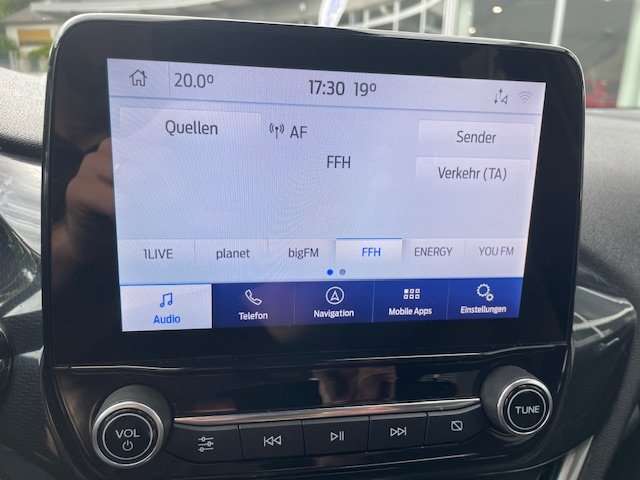 20.0° 17:30 19°
Quellen AF Sender
FFH
Verkehr (TA)
1LIVE planet bigFM FFH ENERGY YOU FM
Audio Telefon Navigation Mobile Apps Einstellungen
VOL TUNE